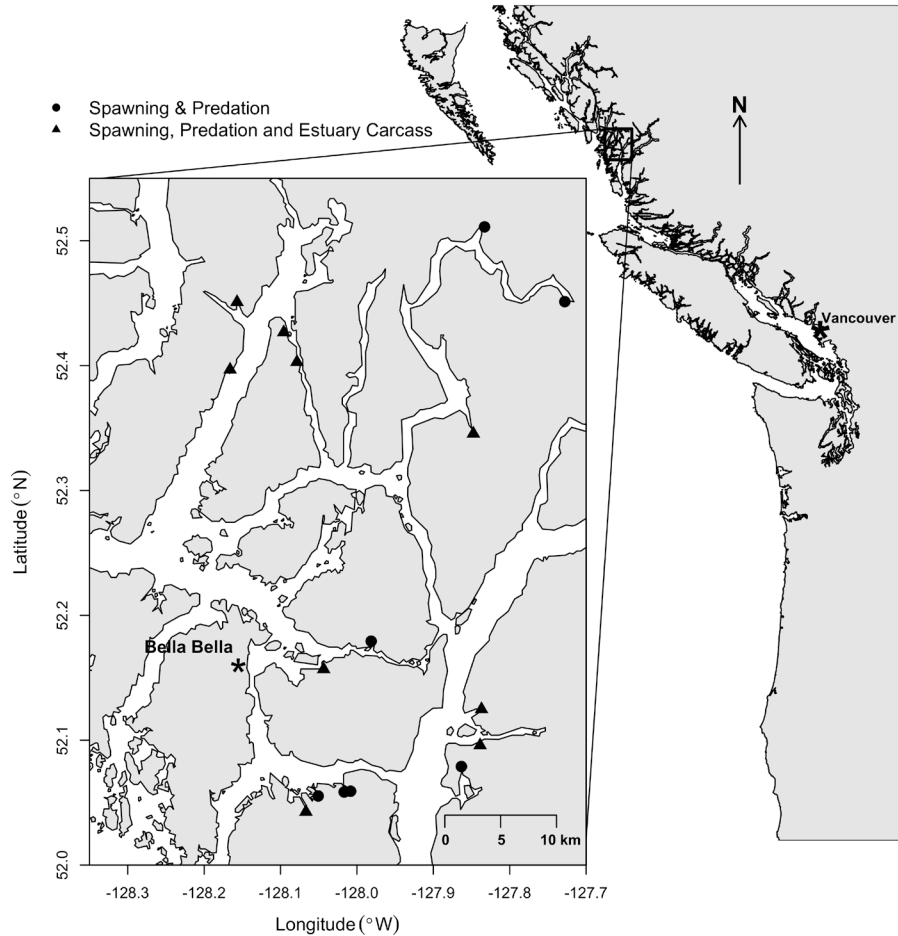 Spawning & Predation
Spawning, Predation and Estuary Carcass
N
Vancouver
Bella Bella
0 5 10 km
52.5
52.4
52.3
52.2
52.1
52.0
Latitude (°N)
-128.3 -128.2 -128.1 -128.0 -127.9 -127.8 -127.7
Longitude (°W)